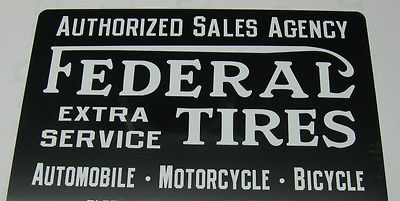 AUTHORIZED SALES AGENCY
FEDERAL
EXTRA SERVICE TIRES
AUTOMOBILE · MOTORCYCLE · BICYCLE